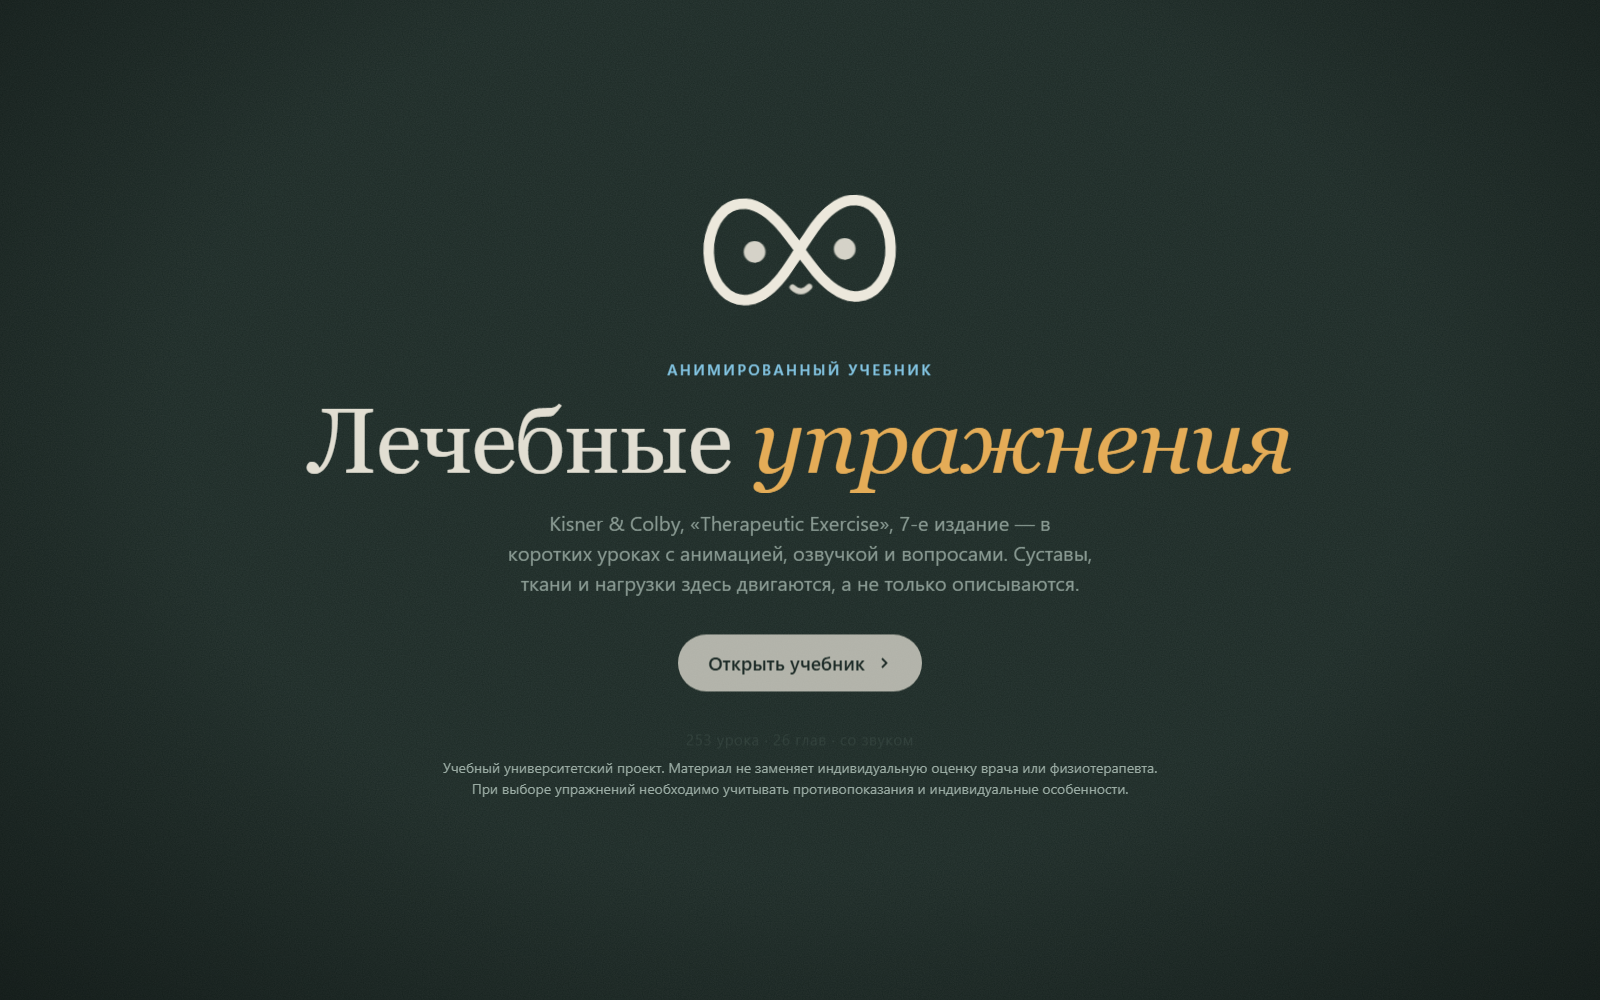 АНИМИРОВАННЫЙ УЧЕБНИК
Лечебные упражнения
Kisner & Colby, «Therapeutic Exercise», 7-е издание — в
коротких уроках с анимацией, озвучкой и вопросами. Суставы,
ткани и нагрузки здесь двигаются, а не только описываются.
Открыть учебник
253 урока · 26 глав · со звуком
Учебный университетский проект. Материал не заменяет индивидуальную оценку врача или физиотерапевта.
При выборе упражнений необходимо учитывать противопоказания и индивидуальные особенности.